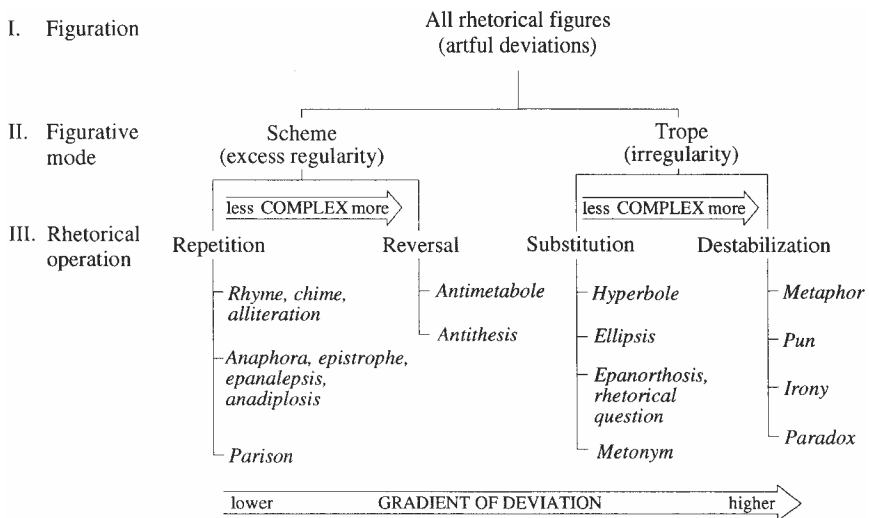 All rhetorical figures
I. Figuration
(artful deviations)
II. Figurative
mode
Scheme
(excess regularity)
Trope
(irregularity)
less COMPLEX more
less COMPLEX more
III. Rhetorical
operation
Repetition
Reversal
Substitution
Destabilization
Rhyme, chime,
alliteration
Anaphora, epistrophe,
epanalepsis,
anadiplosis
Parison
Antimetabole
Antithesis
Hyperbole
Ellipsis
Epanorthosis,
rhetorical
question
Metonym
Metaphor
Pun
Irony
Paradox
lower GRADIENT OF DEVIATION higher